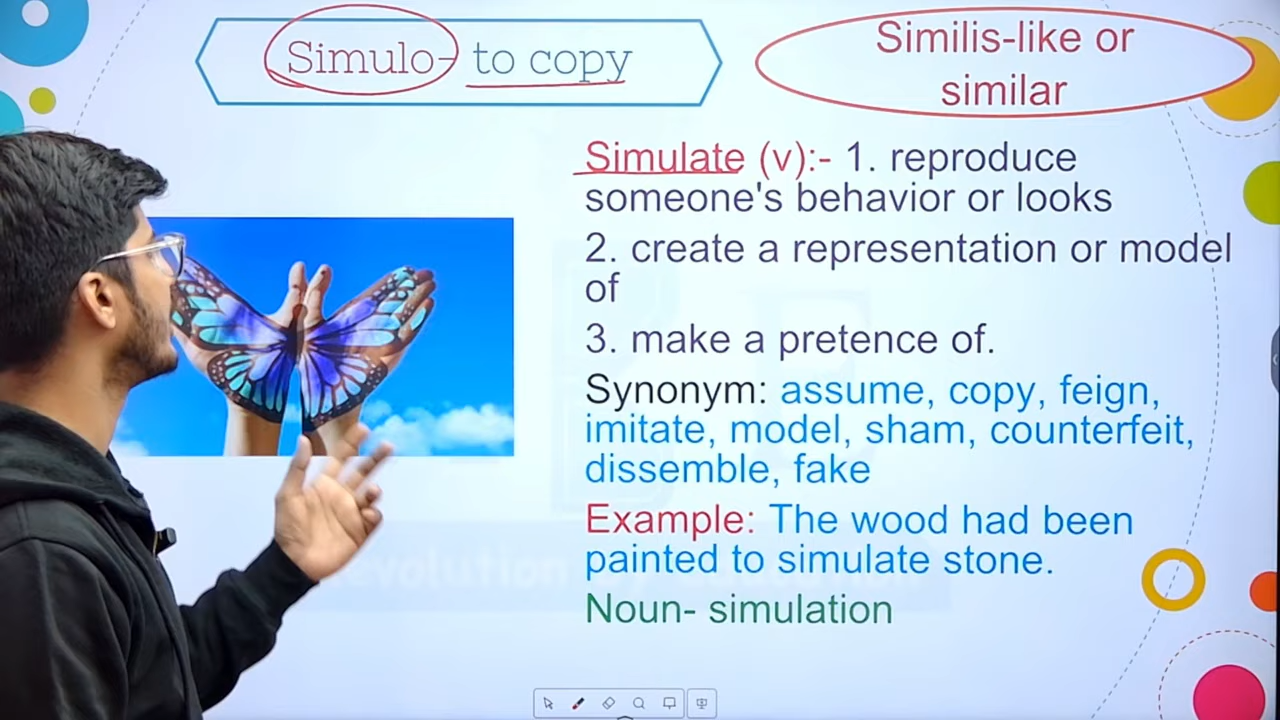 Simulo- to copy
Similis-like or
similar
Simulate (v):- 1. reproduce
someone's behavior or looks
2. create a representation or model
of
3. make a pretence of.
Synonym: assume, copy, feign,
imitate, model, sham, counterfeit,
dissemble, fake
Example: The wood had been
painted to simulate stone.
Noun- simulation